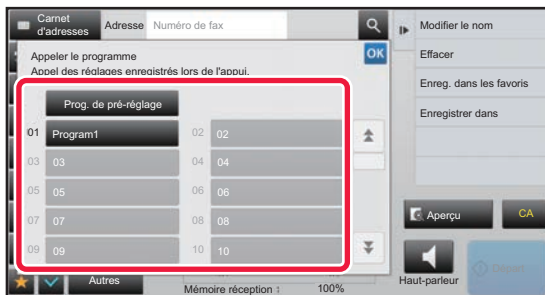 Carnet d'adresses
Adresse
Numéro de fax
Appeler le programme
OK
Appel des réglages enregistrés lors de l'appui.
Prog. de pré-réglage
01 Program1
02 02
03 03
04 04
05 05
06 06
07 07
08 08
09 09
10 10
Autres
Mémoire réception :
100%
Modifier le nom
Effacer
Enreg. dans les favoris
Enregistrer dans
Aperçu
CA
Haut-parleur
Départ